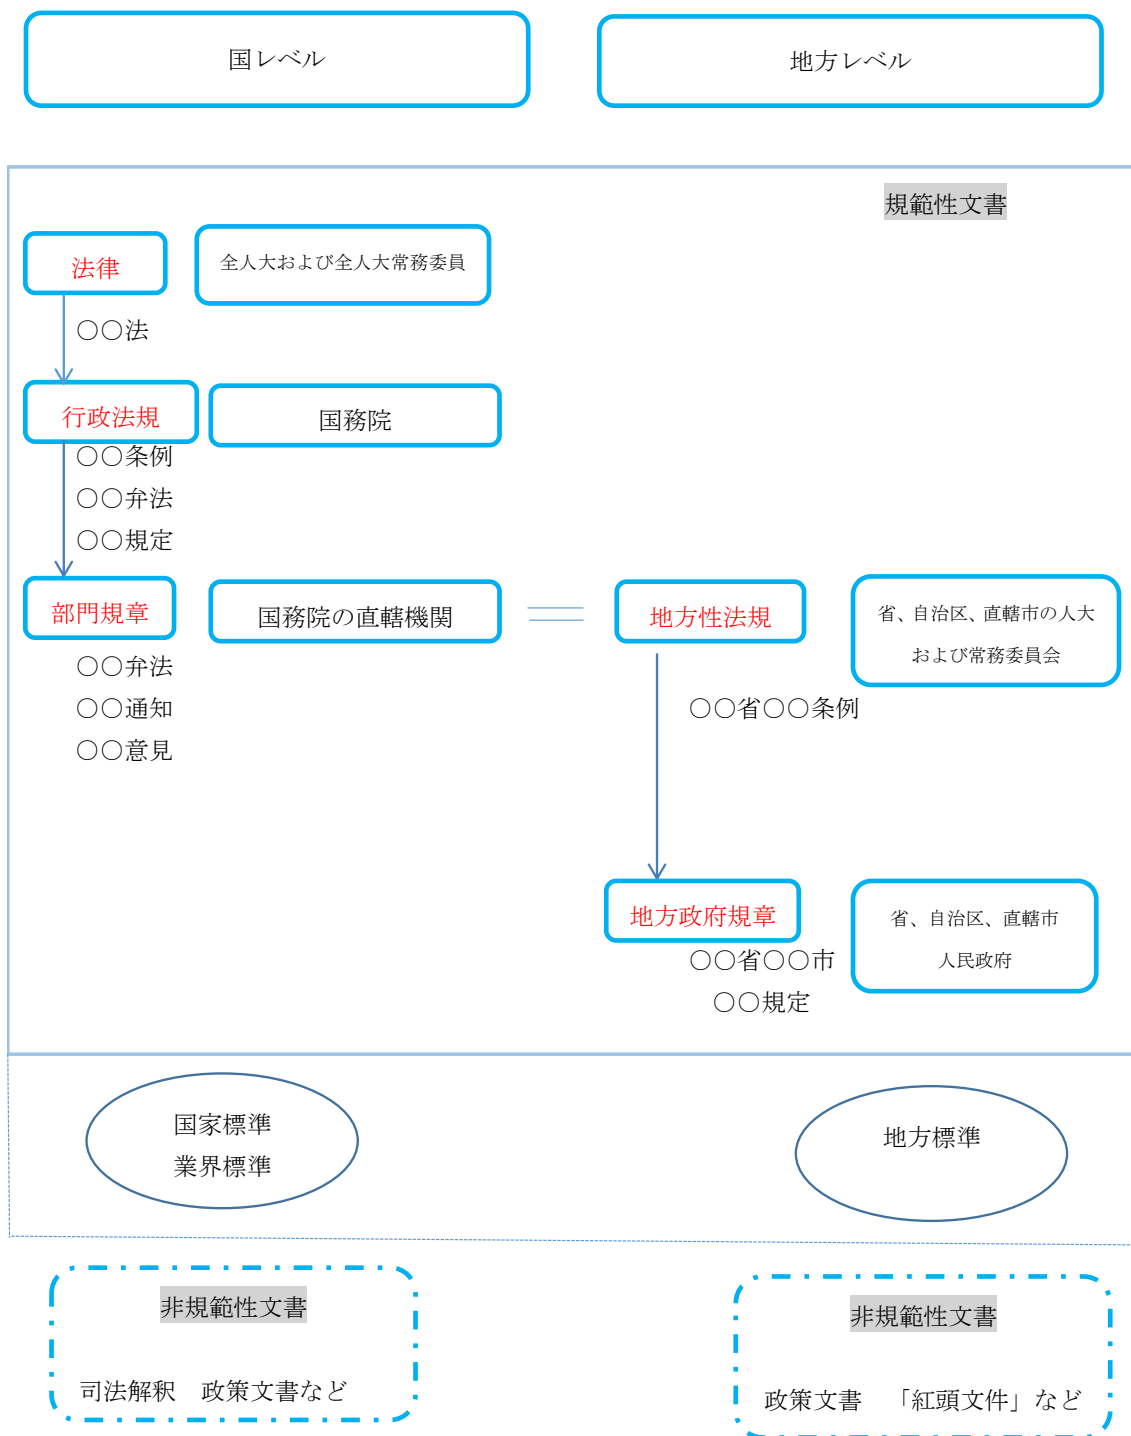 国レベル
地方レベル
規範性文書
法律
全人大および全人大常務委員
〇〇法
行政法規
国務院
〇〇条例
〇〇弁法
〇〇規定
部門規章
国務院の直轄機関
地方性法規
省、自治区、直轄市の人大
および常務委員会
〇〇弁法
〇〇通知
〇〇意見
〇〇省〇〇条例
地方政府規章
省、自治区、直轄市
人民政府
〇〇省〇〇市
〇〇規定
国家標準
業界標準
地方標準
非規範性文書
司法解釈　政策文書など
非規範性文書
政策文書　「紅頭文件」など